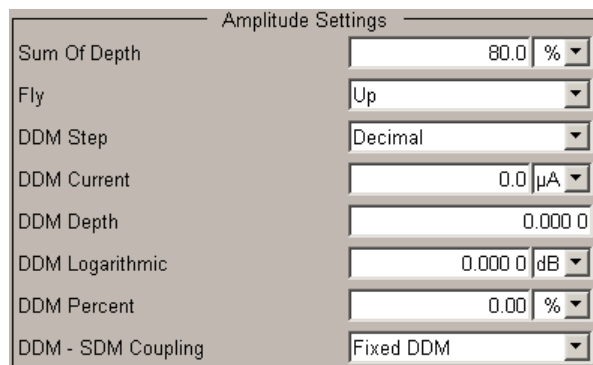 Amplitude Settings
Sum Of Depth 80.0 %
Fly Up
DDM Step Decimal
DDM Current 0.0 µA
DDM Depth 0.000 0
DDM Logarithmic 0.000 0 dB
DDM Percent 0.00 %
DDM - SDM Coupling Fixed DDM